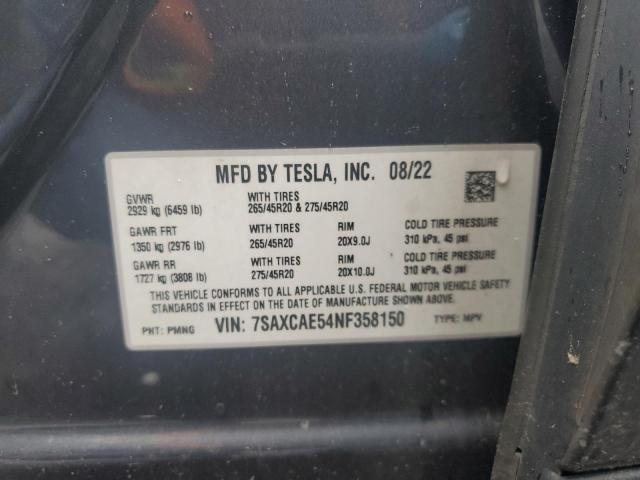 MFD BY TESLA, INC. 08/22
GVWR WITH TIRES
2929 kg (6459 lb) 265/45R20 & 275/45R20
GAWR FRT WITH TIRES RIM COLD TIRE PRESSURE
1350 kg (2976 lb) 265/45R20 20X9.0J 310 kPa, 45 psi
GAWR RR WITH TIRES RIM COLD TIRE PRESSURE
1727 kg (3808 lb) 275/45R20 20X10.0J 310 kPa, 45 psi
THIS VEHICLE CONFORMS TO ALL APPLICABLE U.S. FEDERAL MOTOR VEHICLE SAFETY
STANDARDS IN EFFECT ON THE DATE OF MANUFACTURE SHOWN ABOVE.
PNT: PMNG VIN: 7SAXCAE54NF358150 TYPE: MPV